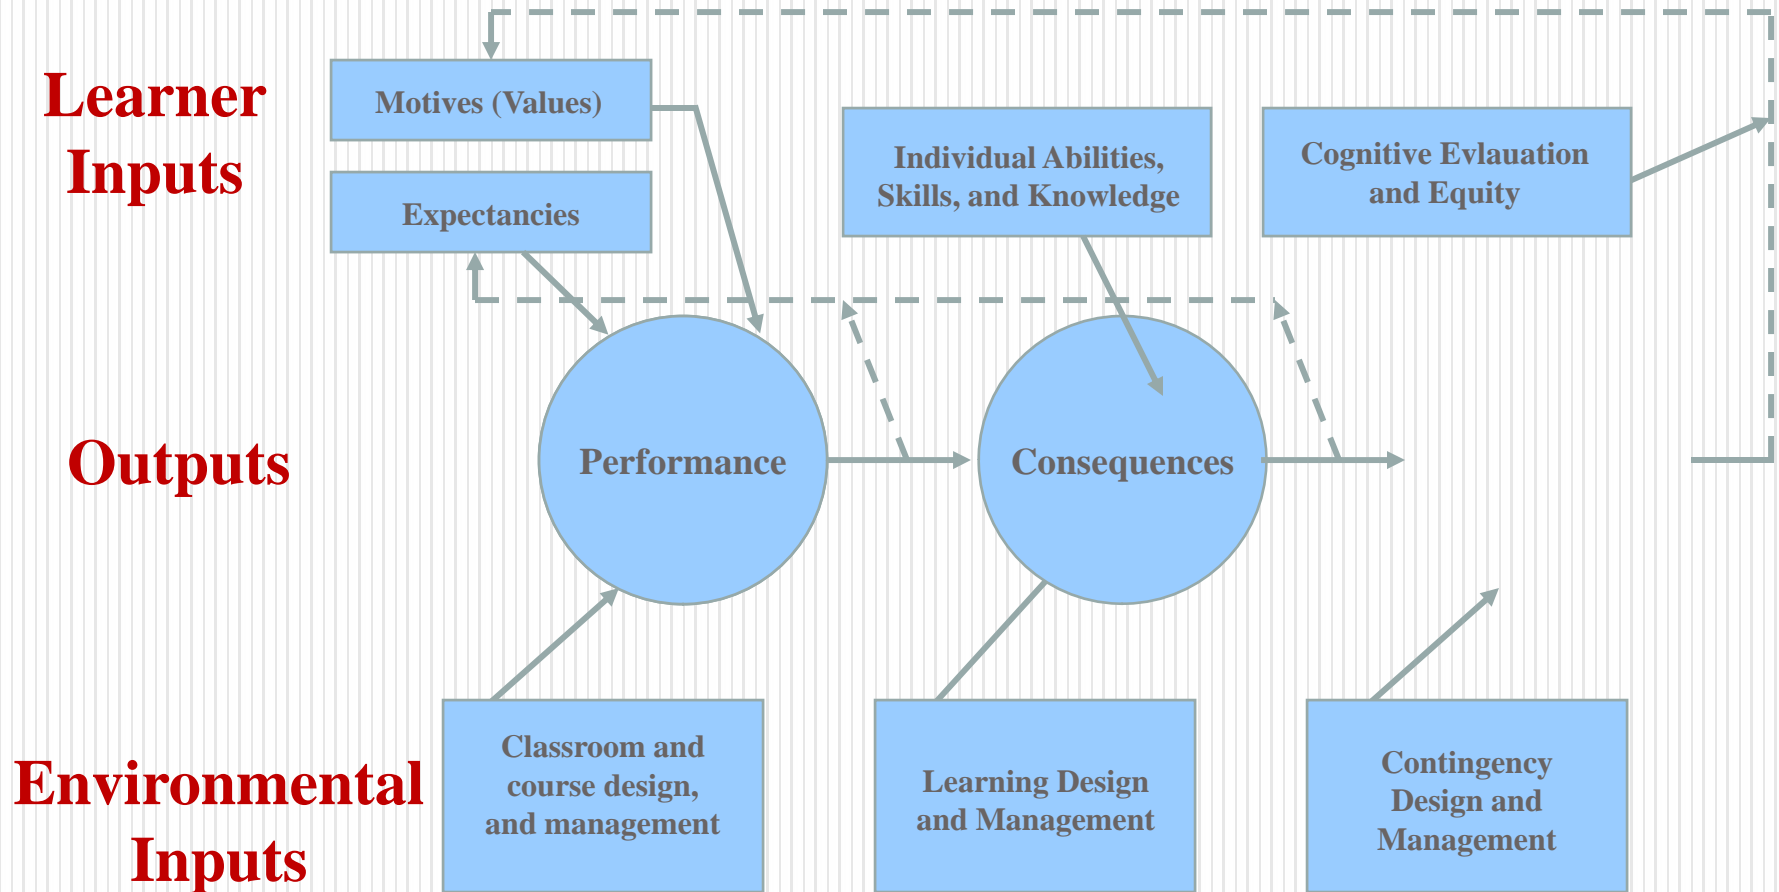 Learner
Inputs
Motives (Values)
Expectancies
Individual Abilities,
Skills, and Knowledge
Cognitive Evlauation
and Equity
Outputs
Performance
Consequences
Environmental
Inputs
Classroom and
course design,
and management
Learning Design
and Management
Contingency
Design and
Management